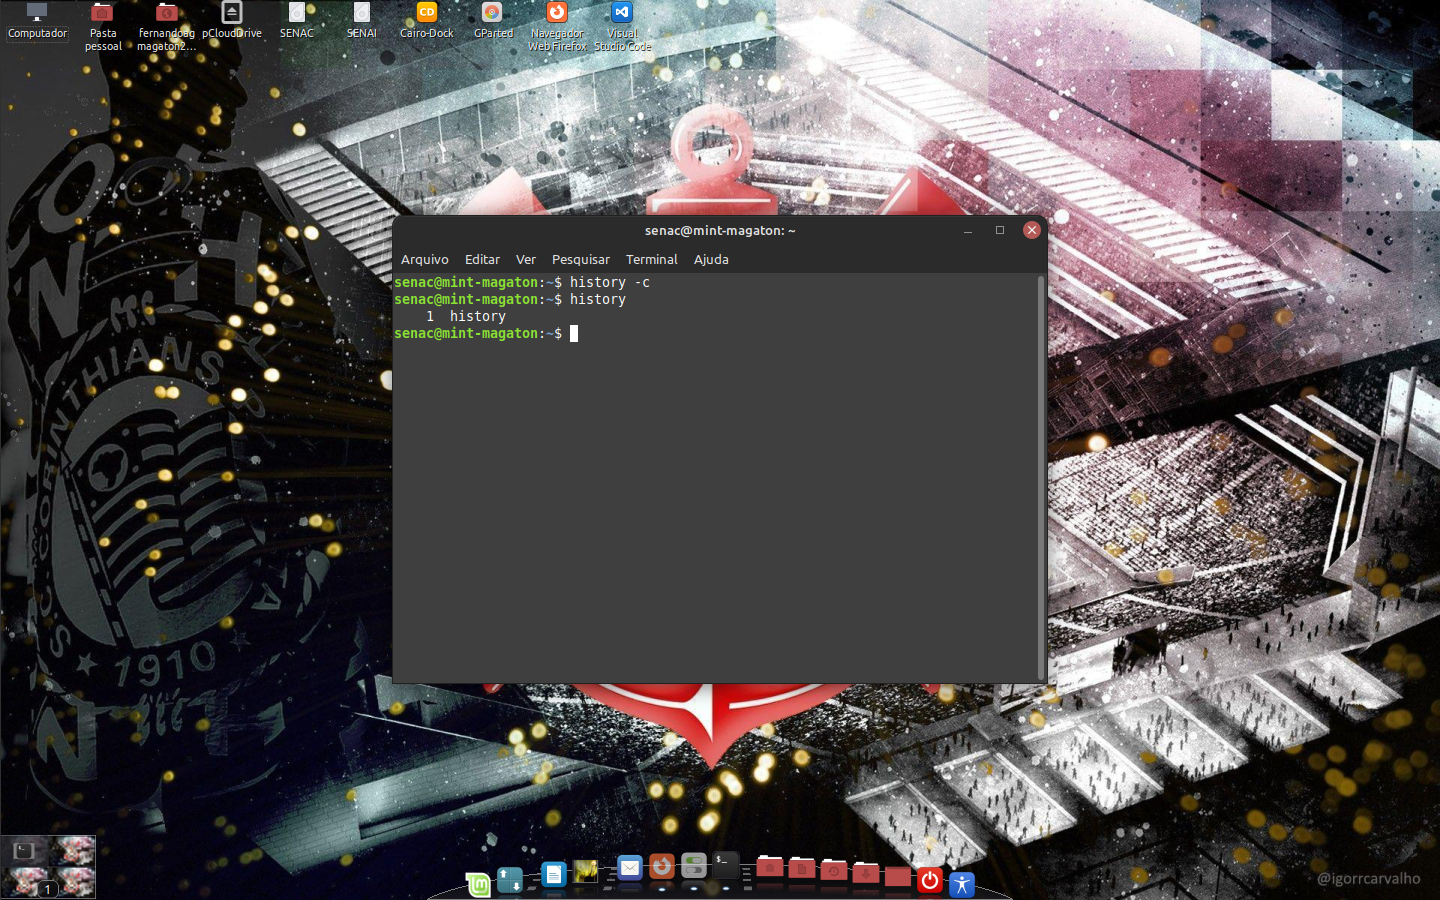 Computador
Pasta
pessoal
fernandoag
magaton2...
pCloudDrive
SENAC
SENAI
CD
Cairo-Dock
GParted
Navegador
Web Firefox
Visual
Studio Code
senac@mint-magaton: ~
Arquivo Editar Ver Pesquisar Terminal Ajuda
senac@mint-magaton:~$ history -c
senac@mint-magaton:~$ history
1 history
senac@mint-magaton:~$
CORINTHIANS
S.C.
1910
1
$_
@igorrcarvalho